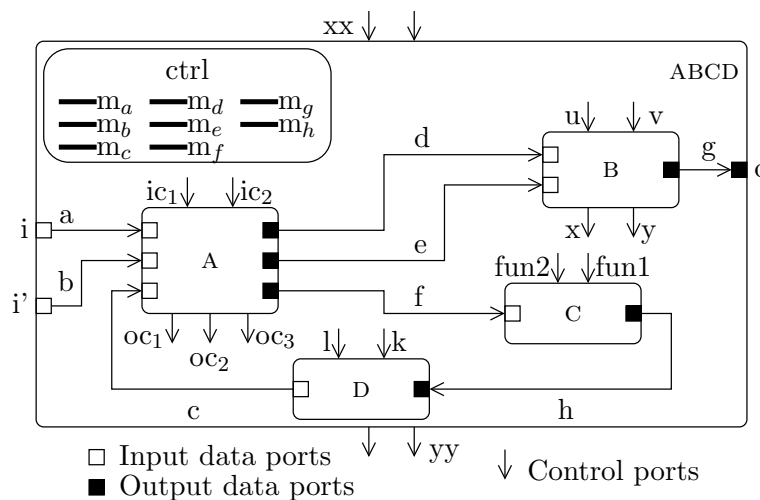 xx
ABCD
ctrl
m_a m_d m_g
m_b m_e m_h
m_c m_f
u v
d
B
g
o
x y
ic_1 ic_2
i
a
A
e
b
i'
fun2 fun1
f
C
oc_1 oc_2 oc_3
l k
D
c
h
yy
Input data ports
Output data ports
Control ports